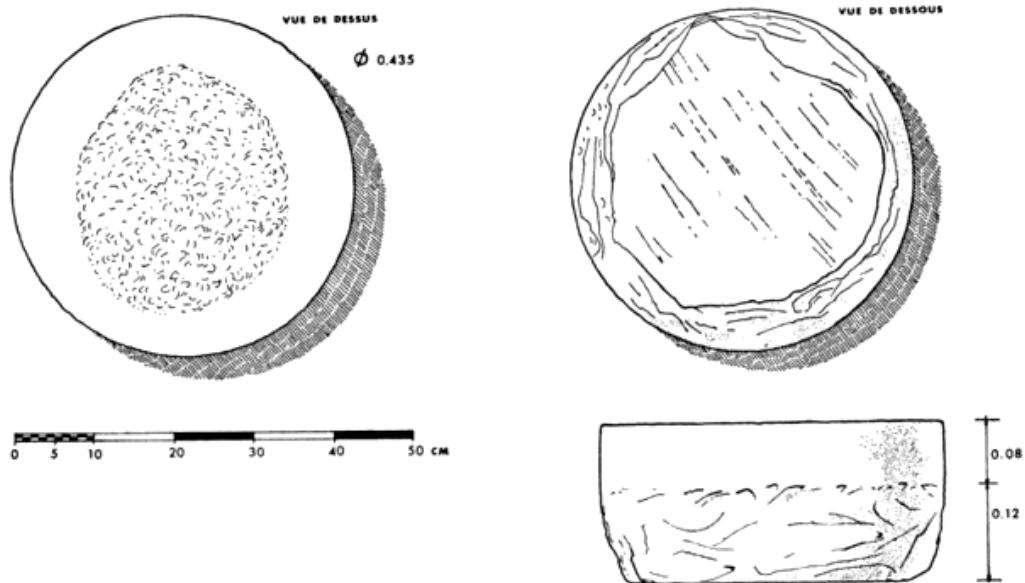 VUE DE DESSUS
Ø 0.435
VUE DE DESSOUS
0 5 10 20 30 40 50 CM
0.08
0.12